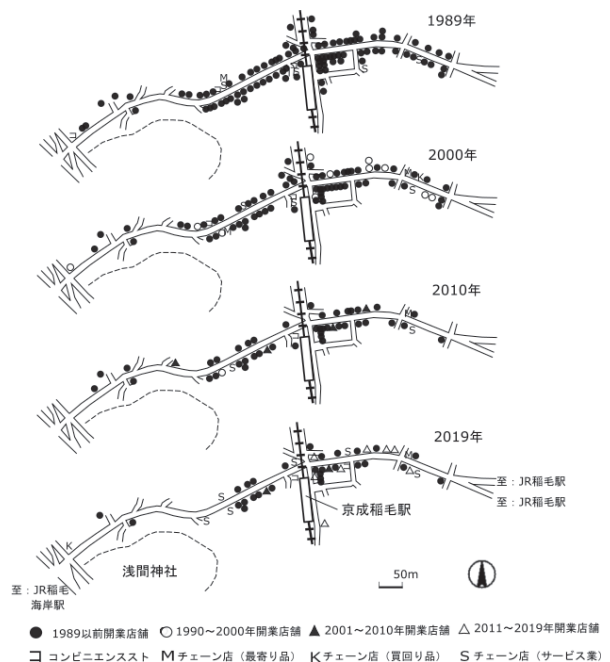 1989年
M
S
S
S
コ
2000年
K
S
S
M
2010年
S
S
2019年
S
M
S
S
S
S
K
至：JR稲毛駅
至：JR稲毛駅
京成稲毛駅
浅間神社
至：JR稲毛
海岸駅
50m
● 1989以前開業店舗 ○ 1990～2000年開業店舗 ▲ 2001～2010年開業店舗 △ 2011～2019年開業店舗
コ コンビニエンススト M チェーン店（最寄り品） K チェーン店（買回り品） S チェーン店（サービス業）